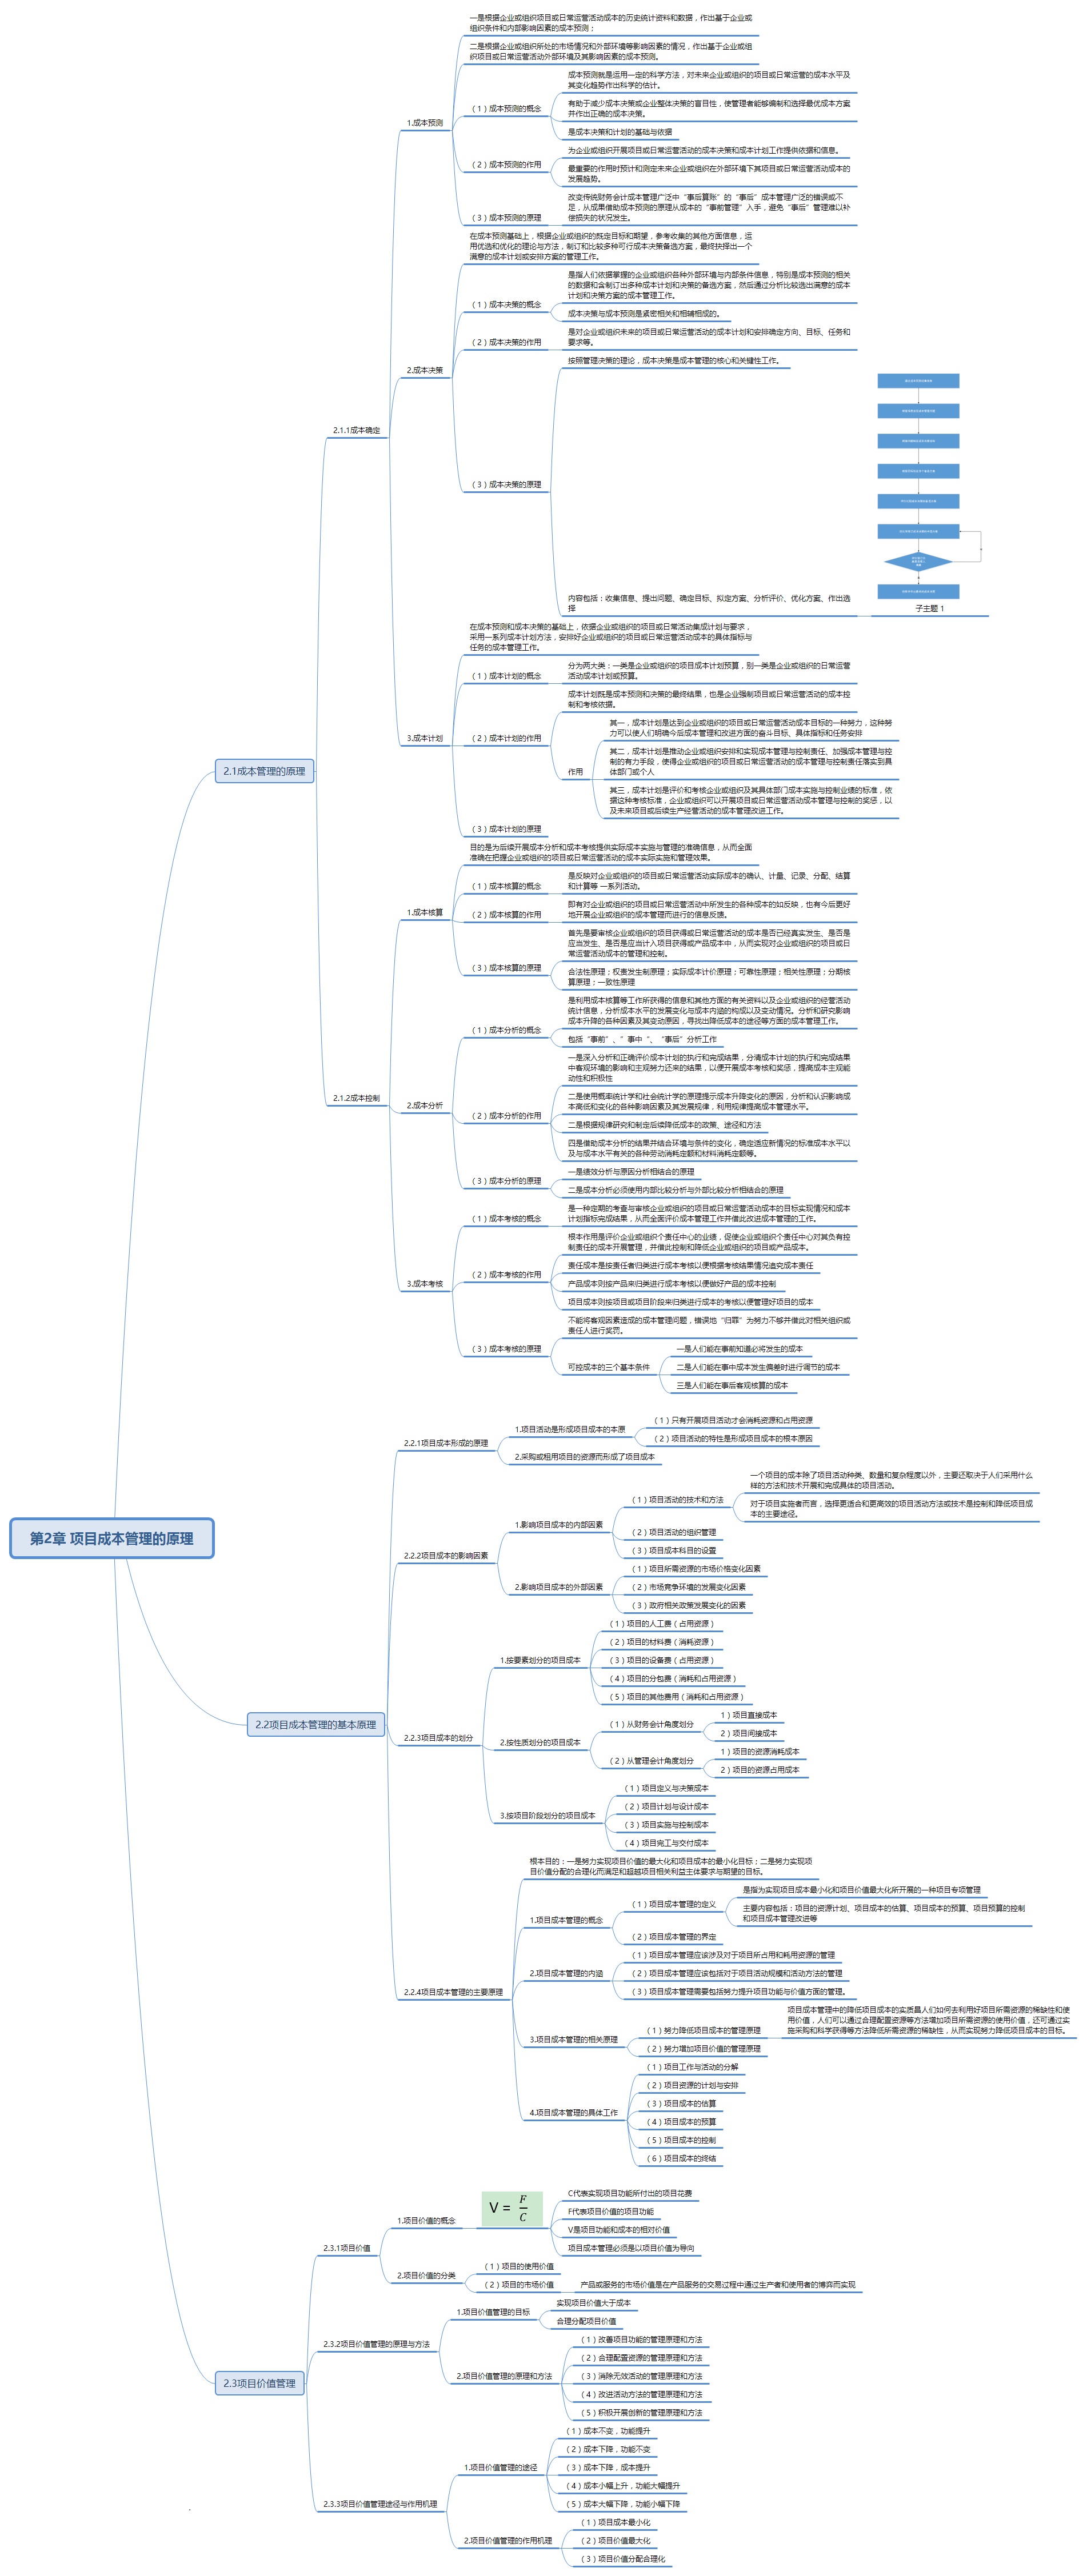 第2章 项目成本管理的原理
2.1成本管理的原理
2.1.1成本确定
1.成本预测
一是根据企业或组织项目或日常运营活动成本的历史统计资料和数据，作出基于企业或
组织条件和内部影响因素的成本预测；
二是根据企业或组织所处的市场情况和外部环境等影响因素的情况，作出基于企业或组
织项目或日常运营活动外部环境及其影响因素的成本预测。
（1）成本预测的概念
成本预测就是运用一定的科学方法，对未来企业或组织的项目或日常运营的成本水平及
其变化趋势作出科学的估计。
有助于减少成本决策或企业整体决策的盲目性，使管理者能够编制和选择最优成本方案
并作出正确的成本决策。
是成本决策和计划的基础与依据
（2）成本预测的作用
为企业或组织开展项目或日常运营活动的成本决策和成本计划工作提供依据和信息。
最重要的作用时预计和测定未来企业或组织在外部环境下其项目或日常运营活动成本的
发展趋势。
（3）成本预测的原理
改变传统财务会计成本管理广泛中“事后算账”的“事后”成本管理广泛的错误或不
足，从成果借助成本预测的原理从成本的“事前管理”入手，避免“事后”管理难以补
偿损失的状况发生。
2.成本决策
在成本预测基础上，根据企业或组织的既定目标和期望，参考收集的其他方面信息，运
用优选和优化的理论与方法，制订和比较多种可行成本决策备选方案，最终抉择出一个
满意的成本计划或安排方案的管理工作。
（1）成本决策的概念
是指人们依据掌握的企业或组织各种外部环境与内部条件信息，特别是成本预测的相关
的数据和含制订出多种成本计划和决策的备选方案，然后通过分析比较选出满意的成本
计划和决策方案的成本管理工作。
成本决策与成本预测是紧密相关和相辅相成的。
（2）成本决策的作用
是对企业或组织未来的项目或日常运营活动的成本计划和安排确定方向、目标、任务和
要求等。
（3）成本决策的原理
按照管理决策的理论，成本决策是成本管理的核心和关键性工作。
内容包括：收集信息、提出问题、确定目标、拟定方案、分析评价、优化方案、作出选
择
子主题 1
3.成本计划
在成本预测和成本决策的基础上，依据企业或组织的项目或日常活动集成计划与要求，
采用一系列成本计划方法，安排好企业或组织的项目或日常运营活动成本的具体指标与
任务的成本管理工作。
（1）成本计划的概念
分为两大类：一类是企业或组织的项目成本计划预算，别一类是企业或组织的日常运营
活动成本计划或预算。
（2）成本计划的作用
成本计划既是成本预测和决策的最终结果，也是企业强制项目或日常运营活动的成本控
制和考核依据。
作用
其一，成本计划是达到企业或组织的项目或日常运营活动成本目标的一种努力，这种努
力可以使人们明确今后成本管理和改进方面的奋斗目标、具体指标和任务安排
其二，成本计划是推动企业或组织安排和实现成本管理与控制责任、加强成本管理与控
制的有力手段，使得企业或组织的项目或日常运营活动的成本管理与控制责任落实到具
体部门或个人
其三，成本计划是评价和考核企业或组织及其具体部门成本实施与控制业绩的标准，依
据这种考核标准，企业或组织可以开展项目或日常运营活动成本管理与控制的奖惩，以
及未来项目或后续生产经营活动的成本管理改进工作。
（3）成本计划的原理
2.1.2成本控制
1.成本核算
目的是为后续开展成本分析和成本考核提供实际成本实施与管理的准确信息，从而全面
准确在把握企业或组织的项目或日常运营活动的成本实际实施和管理效果。
（1）成本核算的概念
是反映对企业或组织的项目或日常运营活动实际成本的确认、计量、记录、分配、结算
和计算等 一系列活动。
（2）成本核算的作用
即有对企业或组织的项目或日常运营活动中所发生的各种成本的如反映，也有今后更好
地开展企业或组织的成本管理而进行的信息反馈。
（3）成本核算的原理
首先是要审核企业或组织的项目获得或日常运营活动的成本是否已经真实发生、是否是
应当发生、是否是应当计入项目获得或产品成本中，从而实现对企业或组织的项目或日
常运营活动成本的管理和控制。
合法性原理；权责发生制原理；实际成本计价原理；可靠性原理；相关性原理；分期核
算原理；一致性原理
2.成本分析
（1）成本分析的概念
是利用成本核算等工作所获得的信息和其他方面的有关资料以及企业或组织的经营活动
统计信息，分析成本水平的发展变化与成本内涵的构成以及变动情况。分析和研究影响
成本升降的各种因素及其变动原因，寻找出降低成本的途径等方面的成本管理工作。
包括“事前”、”事中“、“事后”分析工作
（2）成本分析的作用
一是深入分析和正确评价成本计划的执行和完成结果，分清成本计划的执行和完成结果
中客观环境的影响和主观努力还来的结果，以便开展成本考核和奖惩，提高成本主观能
动性和积极性
二是使用概率统计学和社会统计学的原理提示成本升降变化的原因，分析和认识影响成
本高低和变化的各种影响因素及其发展规律，利用规律提高成本管理水平。
二是根据规律研究和制定后续降低成本的政策、途径和方法
四是借助成本分析的结果并结合环境与条件的变化，确定适应新情况的标准成本水平以
及与成本水平有关的各种劳动消耗定额和材料消耗定额等。
（3）成本分析的原理
一是绩效分析与原因分析相结合的原理
二是成本分析必须使用内部比较分析与外部比较分析相结合的原理
3.成本考核
（1）成本考核的概念
是一种定期的考查与审核企业或组织的项目或日常运营活动成本的目标实现情况和成本
计划指标完成结果，从而全面评价成本管理工作并借此改进成本管理的工作。
（2）成本考核的作用
根本作用是评价企业或组织个责任中心的业绩，促使企业或组织个责任中心对其负有控
制责任的成本开展管理，并借此控制和降低企业或组织的项目或产品成本。
责任成本是按责任者归类进行成本考核以便根据考核结果情况追究成本责任
产品成本则按产品来归类进行成本考核以便做好产品的成本控制
项目成本则按项目或项目阶段来归类进行成本的考核以便管理好项目的成本
（3）成本考核的原理
不能将客观因素造成的成本管理问题，错误地“归罪”为努力不够并借此对相关组织或
责任人进行奖罚。
可控成本的三个基本条件
一是人们能在事前知道必将发生的成本
二是人们能在事中成本发生偏差时进行调节的成本
三是人们能在事后客观核算的成本
2.2项目成本管理的基本原理
2.2.1项目成本形成的原理
1.项目活动是形成项目成本的本原
（1）只有开展项目活动才会消耗资源和占用资源
（2）项目活动的特性是形成项目成本的根本原因
2.采购或租用项目的资源而形成了项目成本
2.2.2项目成本的影响因素
1.影响项目成本的内部因素
（1）项目活动的技术和方法
一个项目的成本除了项目活动种类、数量和复杂程度以外，主要还取决于人们采用什么
样的方法和技术开展和完成具体的项目活动。
对于项目实施者而言，选择更适合和更高效的项目活动方法或技术是控制和降低项目成
本的主要途径。
（2）项目活动的组织管理
（3）项目成本科目的设置
2.影响项目成本的外部因素
（1）项目所需资源的市场价格变化因素
（2）市场竞争环境的发展变化因素
（3）政府相关政策发展变化的因素
2.2.3项目成本的划分
1.按要素划分的项目成本
（1）项目的人工费（占用资源）
（2）项目的材料费（消耗资源）
（3）项目的设备费（占用资源）
（4）项目的分包费（消耗和占用资源）
（5）项目的其他费用（消耗和占用资源）
2.按性质划分的项目成本
（1）从财务会计角度划分
1）项目直接成本
2）项目间接成本
（2）从管理会计角度划分
1）项目的资源消耗成本
2）项目的资源占用成本
3.按项目阶段划分的项目成本
（1）项目定义与决策成本
（2）项目计划与设计成本
（3）项目实施与控制成本
（4）项目完工与交付成本
2.2.4项目成本管理的主要原理
根本目的：一是努力实现项目价值的最大化和项目成本的最小化目标；二是努力实现项
目价值分配的合理化而满足和超越项目相关利益主体要求与期望的目标。
1.项目成本管理的概念
（1）项目成本管理的定义
是指为实现项目成本最小化和项目价值最大化所开展的一种项目专项管理
主要内容包括：项目的资源计划、项目成本的估算、项目成本的预算、项目预算的控制
和项目成本管理改进等
（2）项目成本管理的界定
2.项目成本管理的内涵
（1）项目成本管理应该涉及对于项目所占用和耗用资源的管理
（2）项目成本管理应该包括对于项目活动规模和活动方法的管理
（3）项目成本管理需要包括努力提升项目功能与价值方面的管理。
3.项目成本管理的相关原理
（1）努力降低项目成本的管理原理
项目成本管理中的降低项目成本的实质昌人们如何去利用好项目所需资源的稀缺性和使
用价值，人们可以通过合理配置资源等方法增加项目所需资源的使用价值，还可通过实
施采购和科学获得等方法降低所需资源的稀缺性，从而实现努力降低项目成本的目标。
（2）努力增加项目价值的管理原理
4.项目成本管理的具体工作
（1）项目工作与活动的分解
（2）项目资源的计划与安排
（3）项目成本的估算
（4）项目成本的预算
（5）项目成本的控制
（6）项目成本的终结
2.3项目价值管理
2.3.1项目价值
1.项目价值的概念
V = F/C
C代表实现项目功能所付出的项目花费
F代表项目价值的项目功能
V是项目功能和成本的相对价值
项目成本管理必须是以项目价值为导向
2.项目价值的分类
（1）项目的使用价值
（2）项目的市场价值
产品或服务的市场价值是在产品服务的交易过程中通过生产者和使用者的博弈而实现
2.3.2项目价值管理的原理与方法
1.项目价值管理的目标
实现项目价值大于成本
合理分配项目价值
2.项目价值管理的原理和方法
（1）改善项目功能的管理原理和方法
（2）合理配置资源的管理原理和方法
（3）消除无效活动的管理原理和方法
（4）改进活动方法的管理原理和方法
（5）积极开展创新的管理原理和方法
2.3.3项目价值管理途径与作用机理
1.项目价值管理的途径
（1）成本不变，功能提升
（2）成本下降，功能不变
（3）成本下降，成本提升
（4）成本小幅上升，功能大幅提升
（5）成本大幅下降，功能小幅下降
2.项目价值管理的作用机理
（1）项目成本最小化
（2）项目价值最大化
（3）项目价值分配合理化